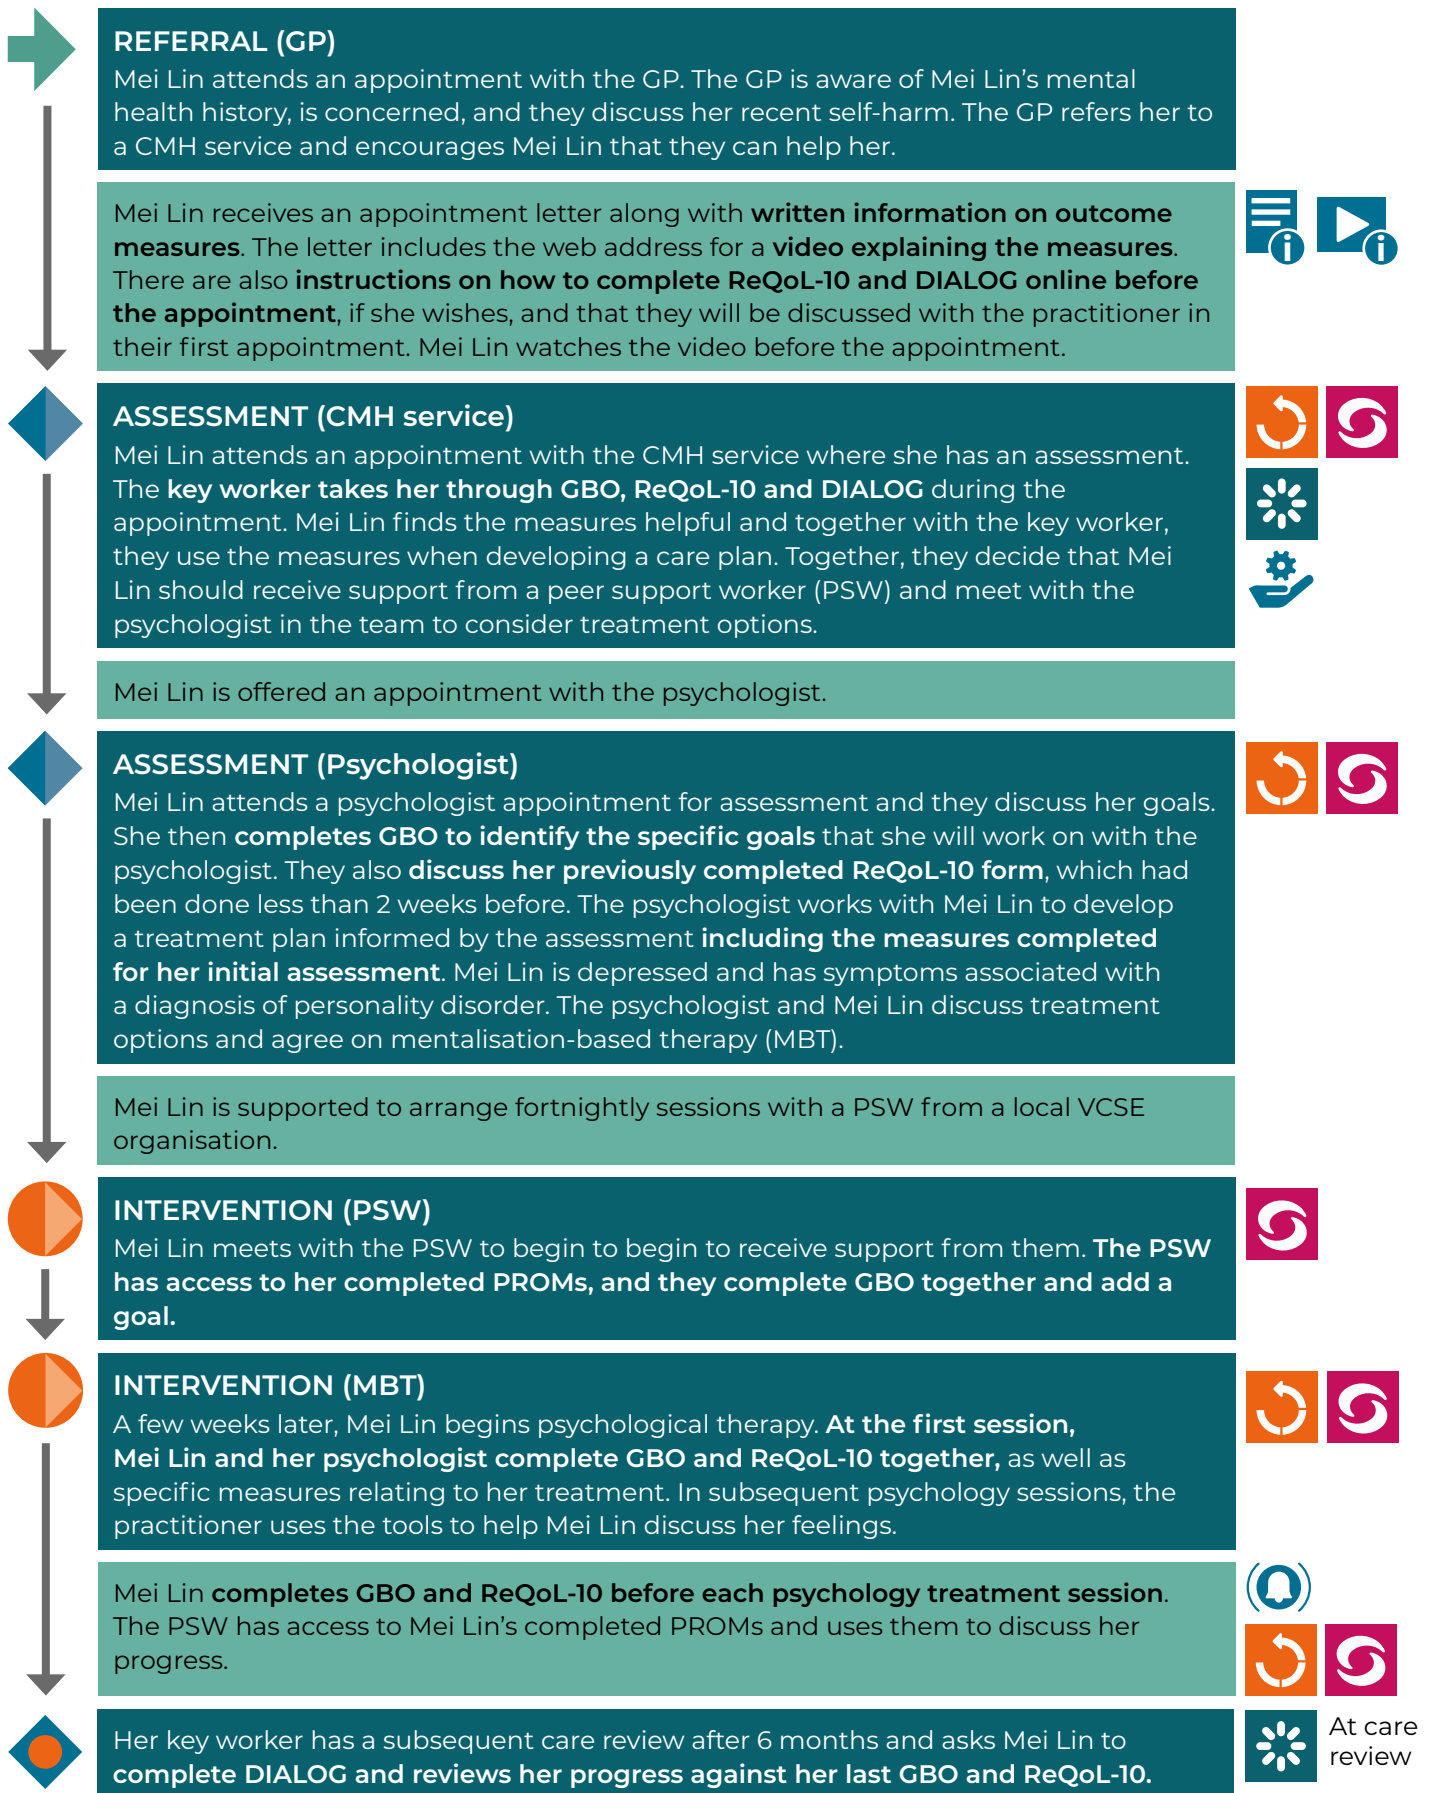 REFERRAL (GP)
Mei Lin attends an appointment with the GP. The GP is aware of Mei Lin’s mental
health history, is concerned, and they discuss her recent self-harm. The GP refers her to
a CMH service and encourages Mei Lin that they can help her.
Mei Lin receives an appointment letter along with written information on outcome
measures. The letter includes the web address for a video explaining the measures.
There are also instructions on how to complete ReQoL-10 and DIALOG online before
the appointment, if she wishes, and that they will be discussed with the practitioner in
their first appointment. Mei Lin watches the video before the appointment.
ASSESSMENT (CMH service)
Mei Lin attends an appointment with the CMH service where she has an assessment.
The key worker takes her through GBO, ReQoL-10 and DIALOG during the
appointment. Mei Lin finds the measures helpful and together with the key worker,
they use the measures when developing a care plan. Together, they decide that Mei
Lin should receive support from a peer support worker (PSW) and meet with the
psychologist in the team to consider treatment options.
Mei Lin is offered an appointment with the psychologist.
ASSESSMENT (Psychologist)
Mei Lin attends a psychologist appointment for assessment and they discuss her goals.
She then completes GBO to identify the specific goals that she will work on with the
psychologist. They also discuss her previously completed ReQoL-10 form, which had
been done less than 2 weeks before. The psychologist works with Mei Lin to develop
a treatment plan informed by the assessment including the measures completed
for her initial assessment. Mei Lin is depressed and has symptoms associated with
a diagnosis of personality disorder. The psychologist and Mei Lin discuss treatment
options and agree on mentalisation-based therapy (MBT).
Mei Lin is supported to arrange fortnightly sessions with a PSW from a local VCSE
organisation.
INTERVENTION (PSW)
Mei Lin meets with the PSW to begin to begin to receive support from them. The PSW
has access to her completed PROMs, and they complete GBO together and add a
goal.
INTERVENTION (MBT)
A few weeks later, Mei Lin begins psychological therapy. At the first session,
Mei Lin and her psychologist complete GBO and ReQoL-10 together, as well as
specific measures relating to her treatment. In subsequent psychology sessions, the
practitioner uses the tools to help Mei Lin discuss her feelings.
Mei Lin completes GBO and ReQoL-10 before each psychology treatment session.
The PSW has access to Mei Lin’s completed PROMs and uses them to discuss her
progress.
Her key worker has a subsequent care review after 6 months and asks Mei Lin to
complete DIALOG and reviews her progress against her last GBO and ReQoL-10.
At care
review